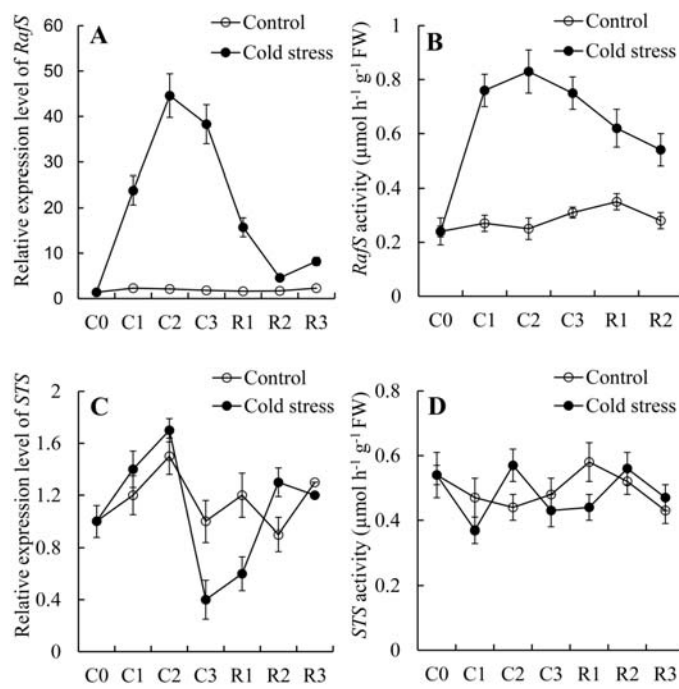 A
Control
Cold stress
Relative expression level of RafS
60
50
40
30
20
10
0
C0 C1 C2 C3 R1 R2 R3
B
Control
Cold stress
RafS activity (μmol h⁻¹ g⁻¹ FW)
1
0.8
0.6
0.4
0.2
0
C0 C1 C2 C3 R1 R2
C
Control
Cold stress
Relative expression level of STS
2
1.6
1.2
0.8
0.4
0
C0 C1 C2 C3 R1 R2 R3
D
Control
Cold stress
STS activity (μmol h⁻¹ g⁻¹ FW)
0.8
0.6
0.4
0.2
0
C0 C1 C2 C3 R1 R2 R3